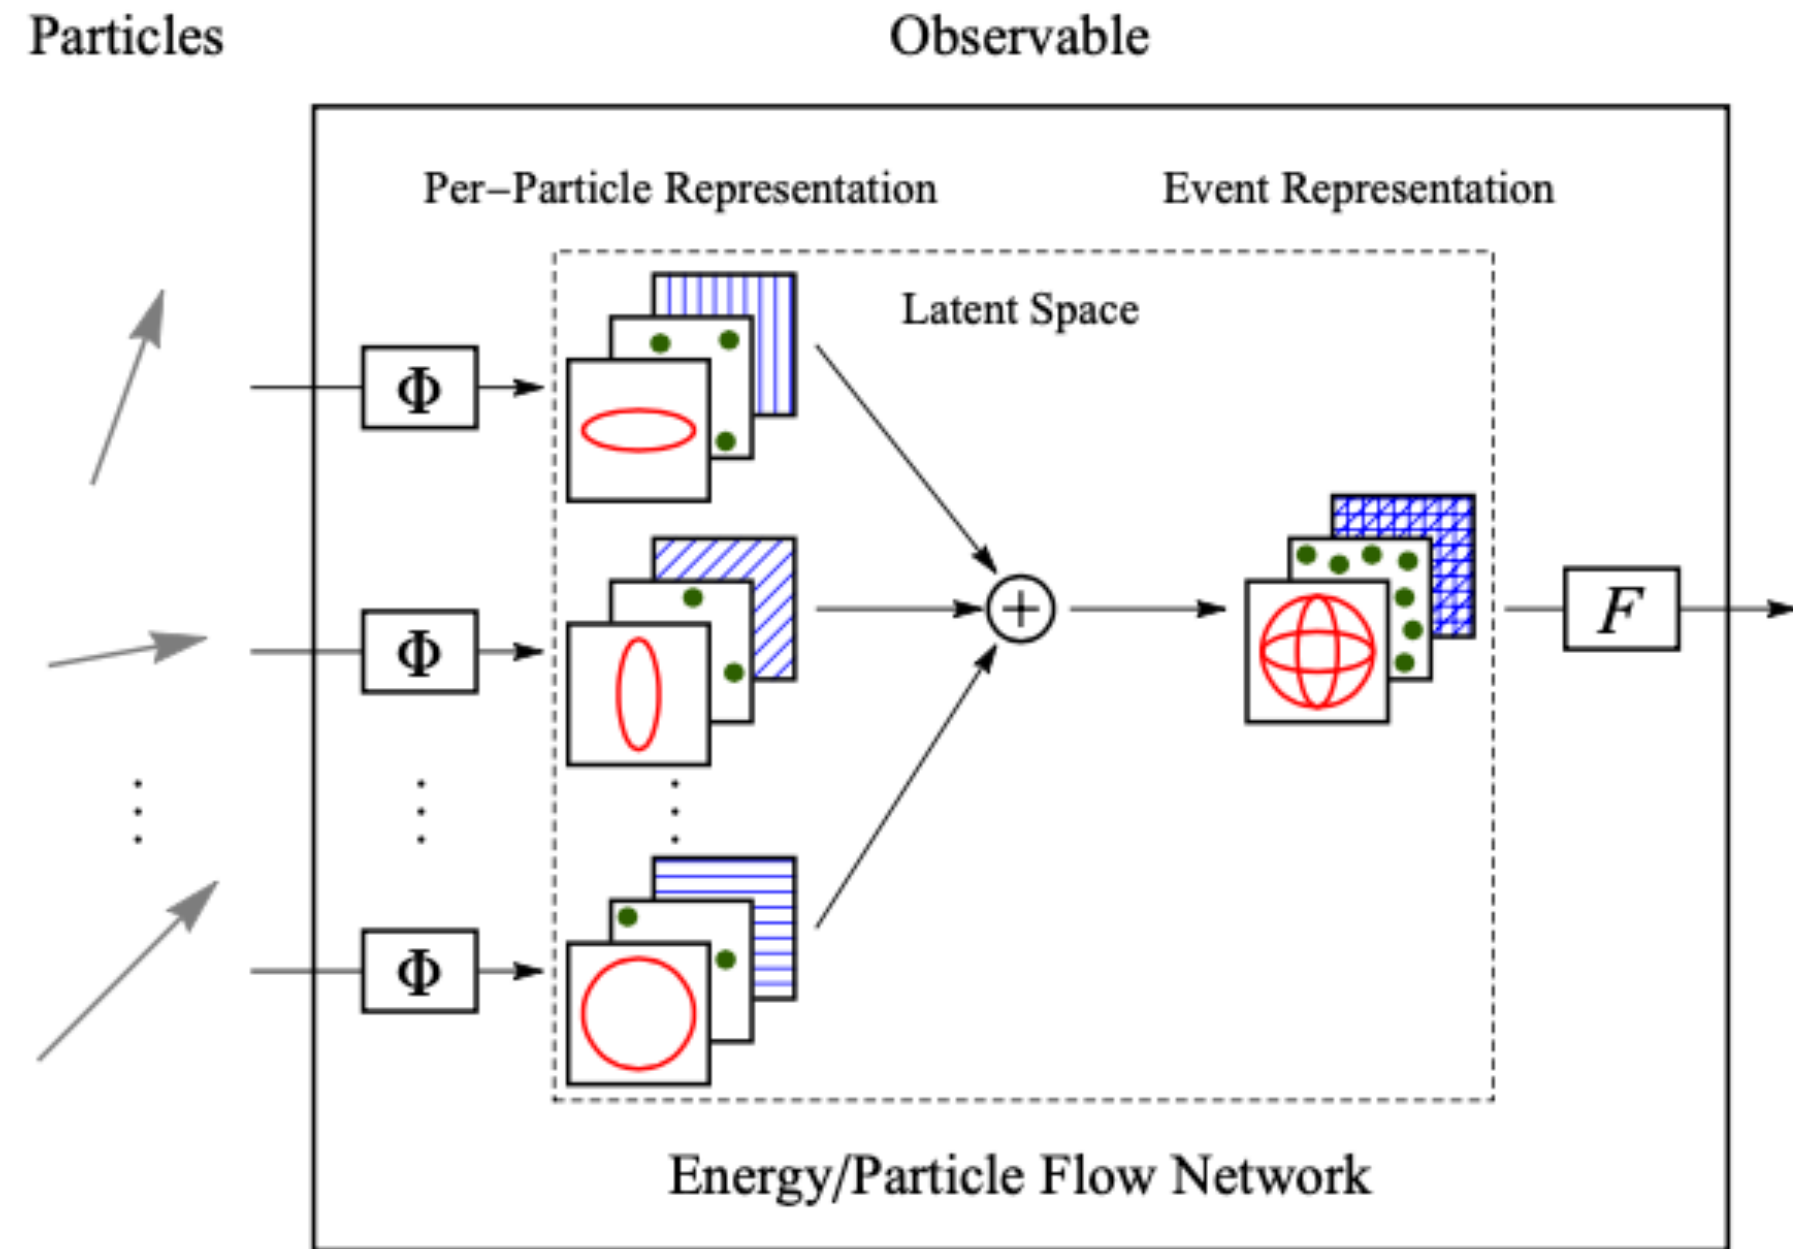 Particles
Observable
Per–Particle Representation
Event Representation
Latent Space
Φ
Φ
+
F
Φ
Energy/Particle Flow Network